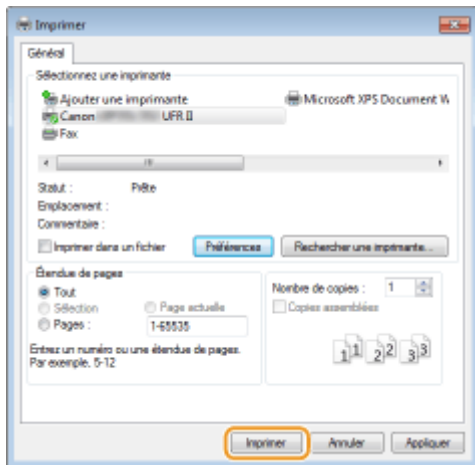 Imprimer
Général
Sélectionnez une imprimante
Ajouter une imprimante
Microsoft XPS Document W
Canon UFR II
Fax
Statut : Prête
Emplacement :
Commentaire :
Imprimer dans un fichier
Préférences
Rechercher une imprimante...
Étendue de pages
Tout
Sélection
Page actuelle
Pages : 1-65535
Entrez un numéro ou une étendue de pages.
Par exemple, 5-12
Nombre de copies : 1
Copies assemblées
1 1 2 2 3 3
Imprimer
Annuler
Appliquer